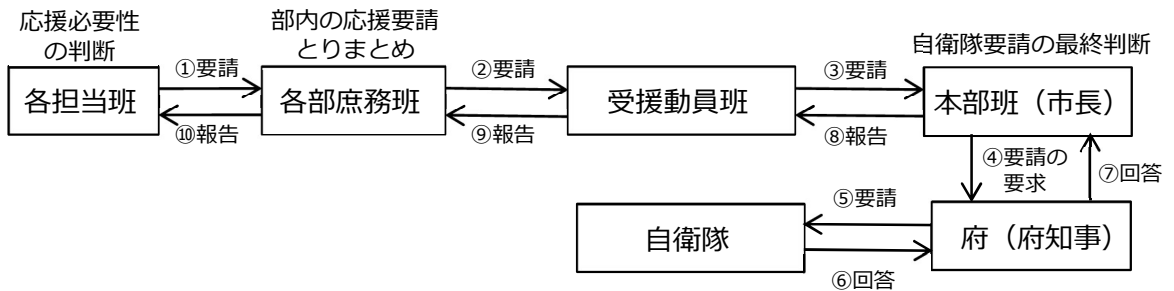 応援必要性
の判断
部内の応援要請
とりまとめ
自衛隊要請の最終判断
各担当班
①要請
⑩報告
各部庶務班
②要請
⑨報告
受援動員班
③要請
⑧報告
本部班（市長）
④要請の
要求
⑦回答
自衛隊
⑤要請
⑥回答
府（府知事）